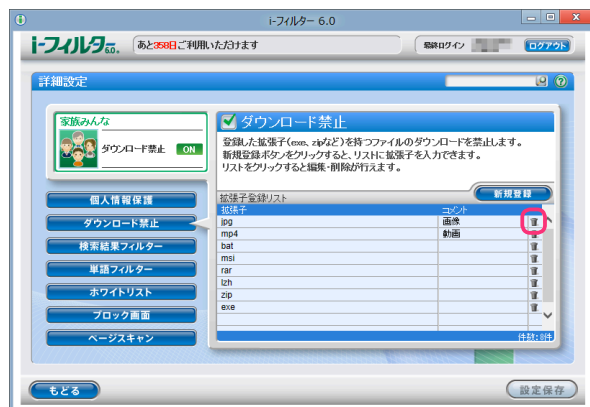 i-フィルター 6.0
i-フィルター 6.0.
あと358日ご利用いただけます
最終ログイン
ログアウト
詳細設定
家族みんな
ダウンロード禁止 ON
ダウンロード禁止
登録した拡張子(exe、zipなど)を持つファイルのダウンロードを禁止します。
新規登録ボタンをクリックすると、リストに拡張子を入力できます。
リストをクリックすると編集・削除が行えます。
新規登録
拡張子登録リスト
拡張子 コメント
jpg 画像
mp4 動画
bat
msi
rar
lzh
zip
exe
件数:8件
個人情報保護
ダウンロード禁止
検索結果フィルター
単語フィルター
ホワイトリスト
ブロック画面
ページスキャン
もどる
設定保存